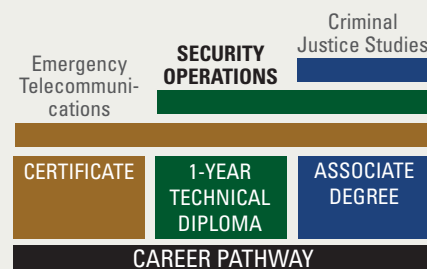 Criminal
Justice Studies
SECURITY
OPERATIONS
Emergency
Telecommuni-
cations
CERTIFICATE
1-YEAR
TECHNICAL
DIPLOMA
ASSOCIATE
DEGREE
CAREER PATHWAY